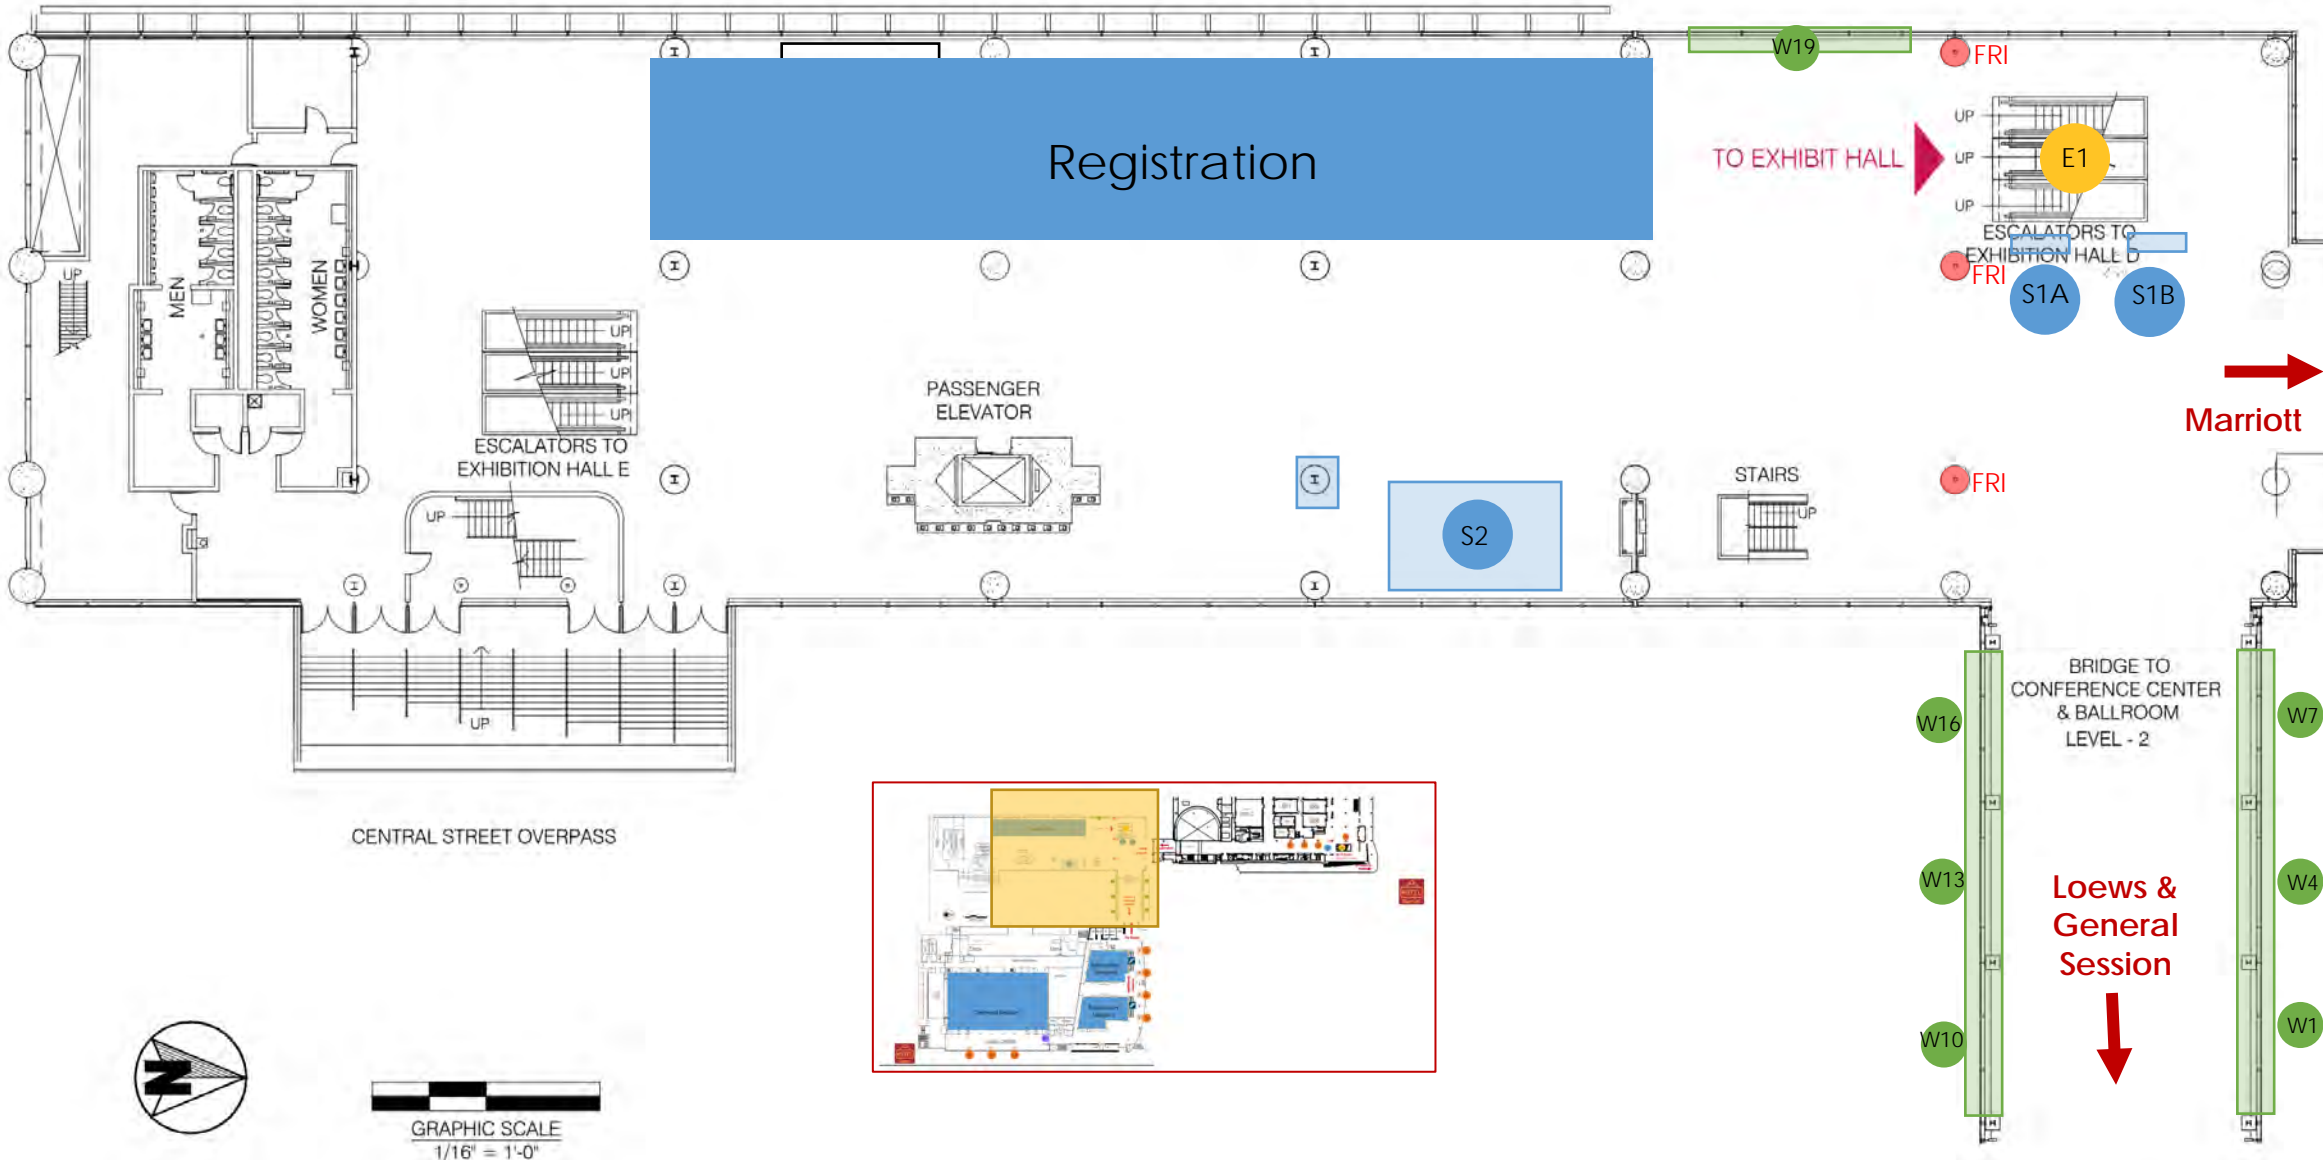 W19
FRI
Registration
TO EXHIBIT HALL
UP
UP
UP
E1
ESCALATORS TO
EXHIBITION HALL D
FRI
S1A
S1B
UP
MEN
WOMEN
UP
UP
UP
ESCALATORS TO
EXHIBITION HALL E
PASSENGER
ELEVATOR
Marriott
STAIRS
UP
FRI
S2
UP
UP
BRIDGE TO
CONFERENCE CENTER
& BALLROOM
LEVEL - 2
W16
W7
CENTRAL STREET OVERPASS
W13
W4
Loews &
General
Session
W10
W1
N
GRAPHIC SCALE
1/16" = 1'-0"